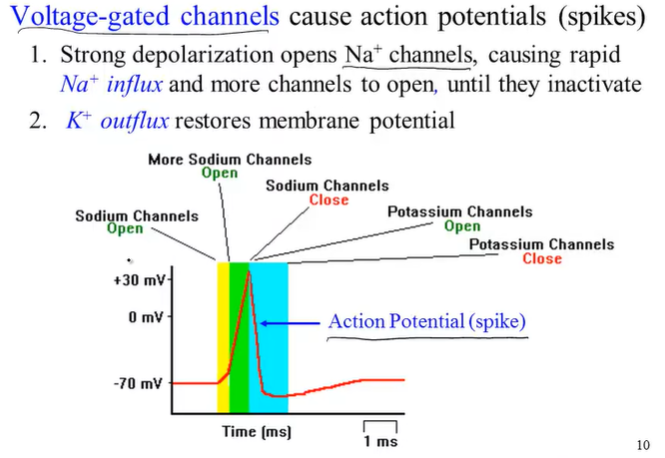 Voltage-gated channels cause action potentials (spikes)
1. Strong depolarization opens Na⁺ channels, causing rapid
Na⁺ influx and more channels to open, until they inactivate
2. K⁺ outflux restores membrane potential
More Sodium Channels
Open
Sodium Channels
Close
Sodium Channels
Open
Potassium Channels
Open
Potassium Channels
Close
+30 mV
0 mV
Action Potential (spike)
-70 mV
Time (ms)
1 ms
10